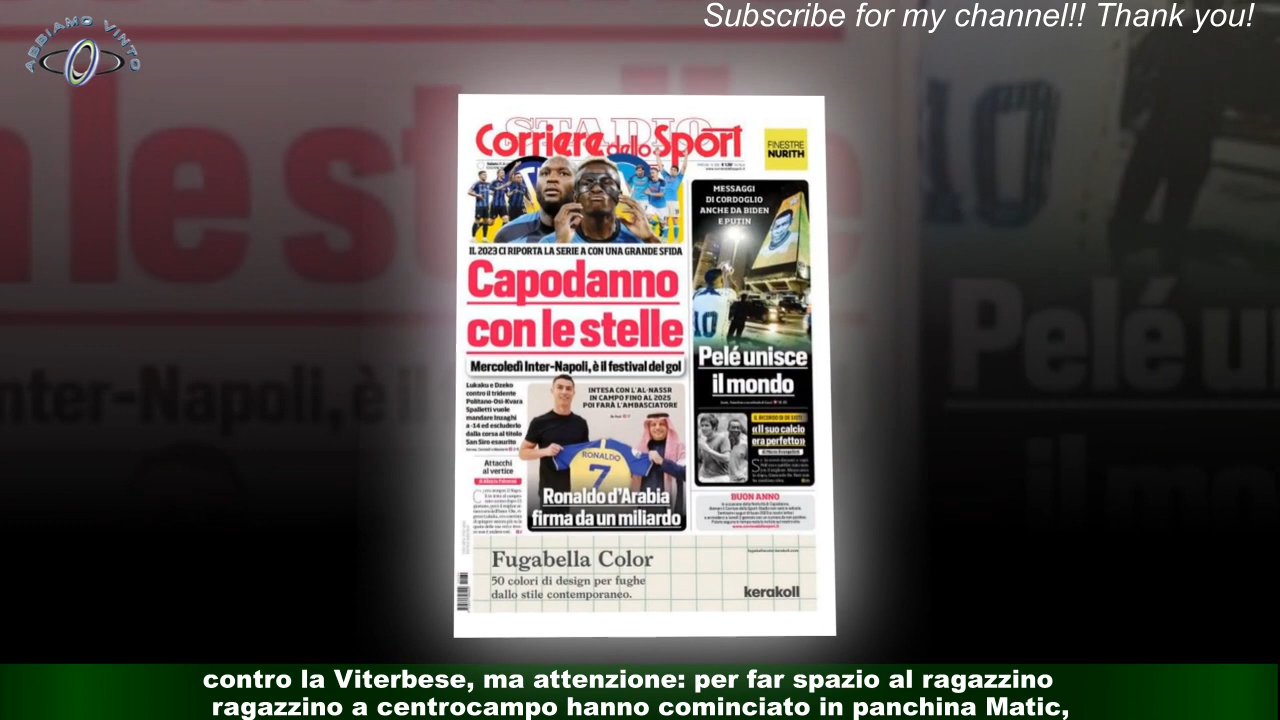 Subscribe for my channel!! Thank you!
ABBIAMO VINTO
STADIO
Corriere dello Sport
FINESTRE
NURITH
MESSAGGI
DI CORDOGLIO
ANCHE DA BIDEN
E PUTIN
IL 2023 CI RIPORTA LA SERIE A CON UNA GRANDE SFIDA
Capodanno
con le stelle
Mercoledì Inter-Napoli, è il festival del gol
10
Pelé unisce
il mondo
Lukaku e Dzeko
contro il tridente
Politano-Osi-Kvara
Spalletti vuole
mandare Inzaghi
a -14 ed escluderlo
dalla corsa al titolo
San Siro esaurito
Attacchi
al vertice
INTESA CON L'AL-NASSR
IN CAMPO FINO AL 2025
POI FARÀ L'AMBASCIATORE
RONALDO
7
Ronaldo d'Arabia
firma da un miliardo
IL RICORDO DI DE SISTI
«Il suo calcio
era perfetto»
BUON ANNO
Fugabella Color
50 colori di design per fughe
dallo stile contemporaneo.
kerakoll
contro la Viterbese, ma attenzione: per far spazio al ragazzino
ragazzino a centrocampo hanno cominciato in panchina Matic,